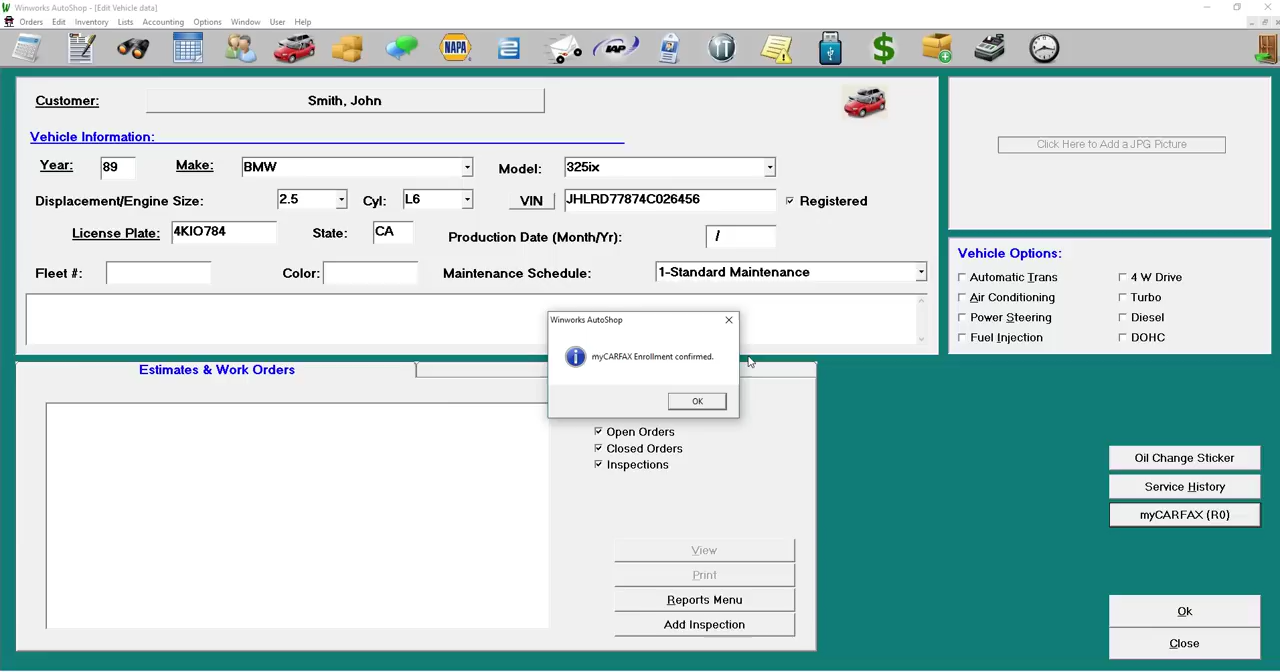 Winworks AutoShop - [Edit Vehicle data]
Orders Edit Inventory Lists Accounting Options Window User Help
NAPA IAP
Customer: Smith, John
Click Here to Add a JPG Picture
Vehicle Information:
Year: 89 Make: BMW Model: 325ix
Displacement/Engine Size: 2.5 Cyl: L6 VIN JHLRD77874C026456 Registered
License Plate: 4KIO784 State: CA Production Date (Month/Yr): /
Fleet #: Color: Maintenance Schedule: 1-Standard Maintenance
Vehicle Options:
Automatic Trans 4 W Drive
Air Conditioning Turbo
Power Steering Diesel
Fuel Injection DOHC
Winworks AutoShop
myCARFAX Enrollment confirmed.
OK
Estimates & Work Orders
Open Orders
Closed Orders
Inspections
View
Print
Reports Menu
Add Inspection
Oil Change Sticker
Service History
myCARFAX (R0)
Ok
Close